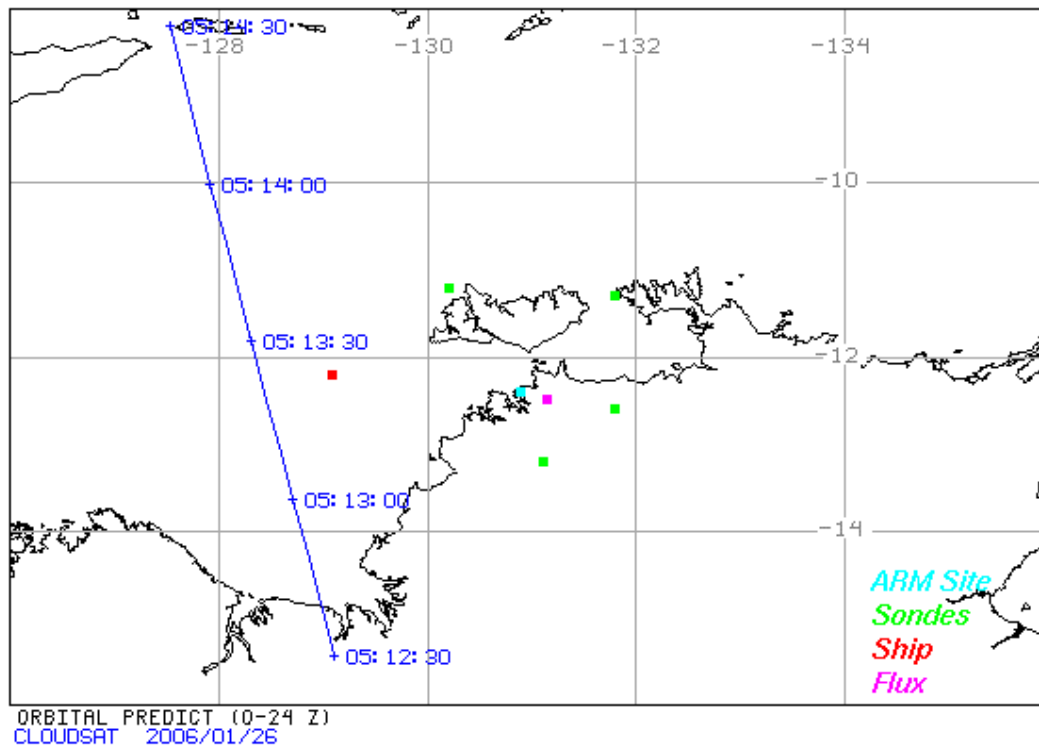 05:14:30
-128
-130
-132
-134
-10
05:14:00
05:13:30
-12
05:13:00
-14
ARM Site
Sondes
Ship
05:12:30
Flux
ORBITAL PREDICT (0-24 Z)
CLOUDSAT 2006/01/26